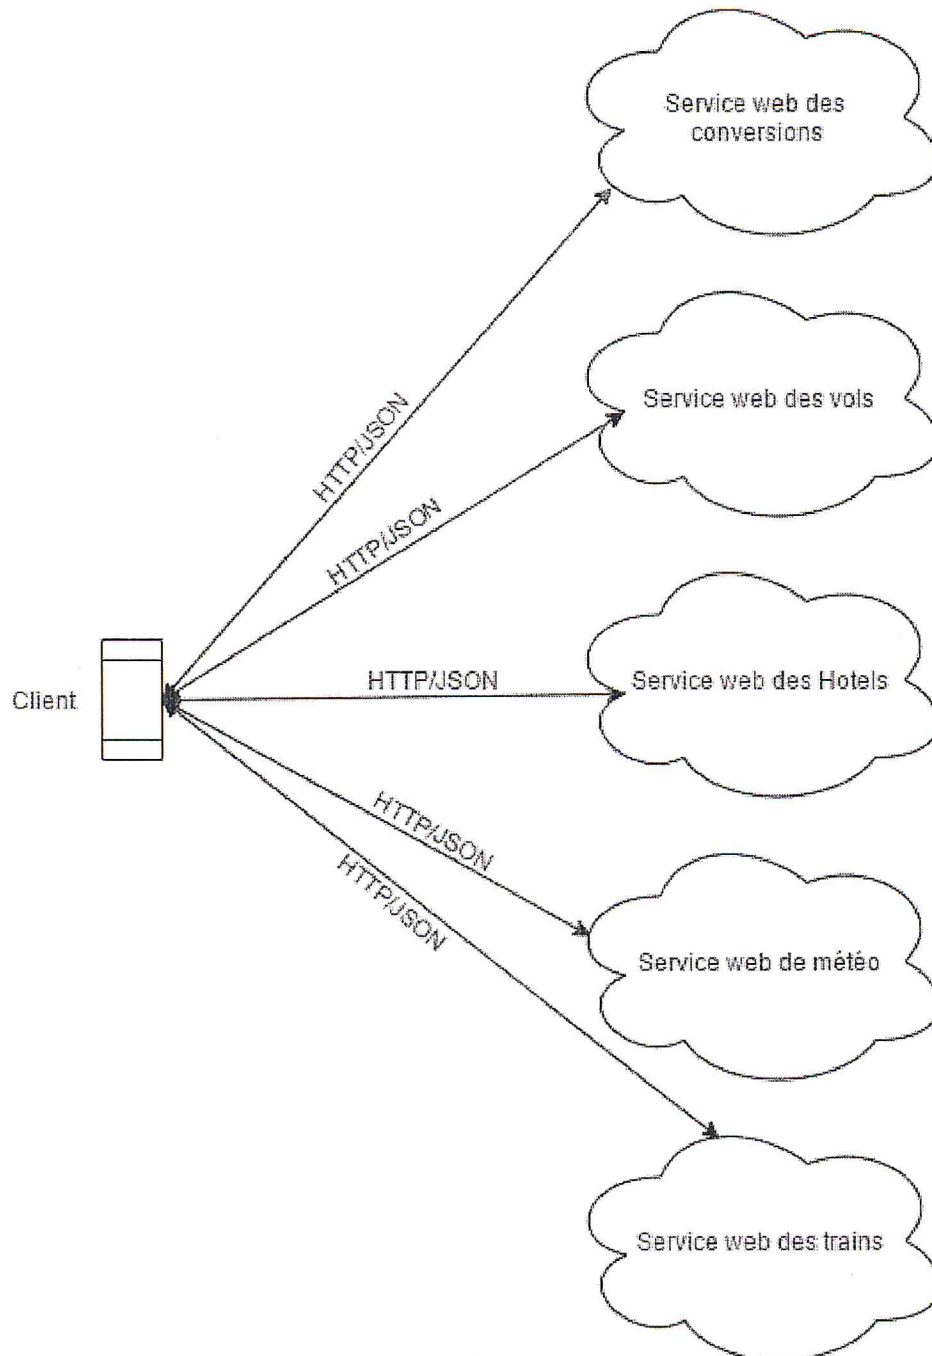 Service web des
conversions
HTTP/JSON
Service web des vols
HTTP/JSON
Client
HTTP/JSON
Service web des Hotels
HTTP/JSON
HTTP/JSON
Service web de météo
Service web des trains